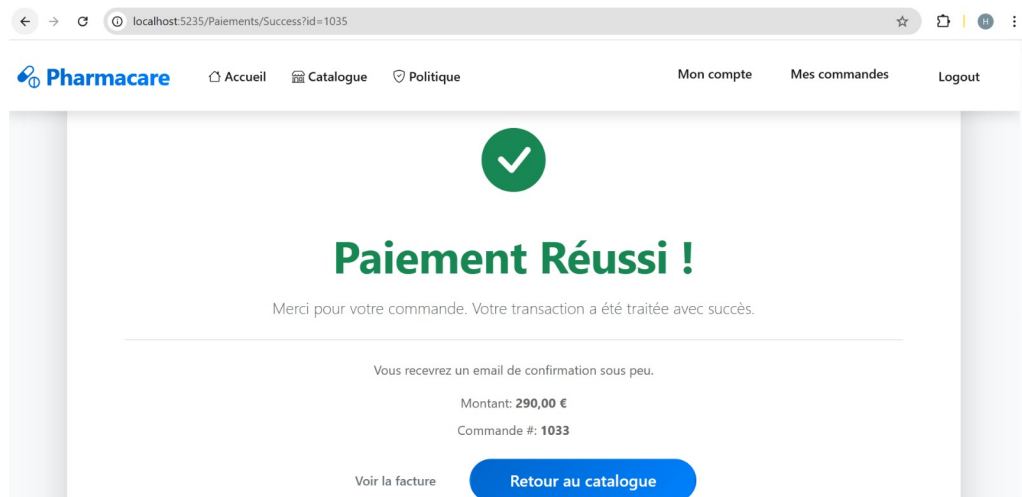 localhost:5235/Paiements/Success?id=1035
H
Pharmacare Accueil Catalogue Politique Mon compte Mes commandes Logout
Paiement Réussi !
Merci pour votre commande. Votre transaction a été traitée avec succès.
Vous recevrez un email de confirmation sous peu.
Montant: 290,00 €
Commande #: 1033
Voir la facture Retour au catalogue